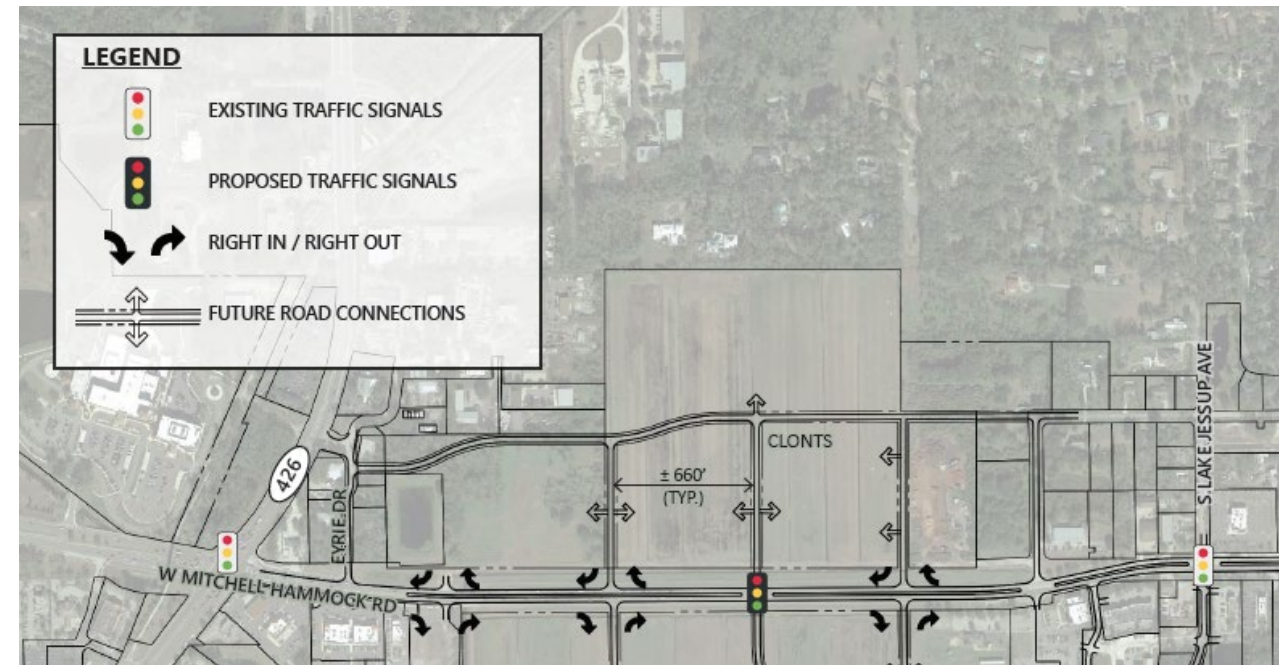 LEGEND
EXISTING TRAFFIC SIGNALS
PROPOSED TRAFFIC SIGNALS
RIGHT IN / RIGHT OUT
FUTURE ROAD CONNECTIONS
S.LAKE JESSUP AVE
CLONTS
± 660'
(TYP.)
426
EYRIE DR
W MITCHELL-HAMMOCK RD